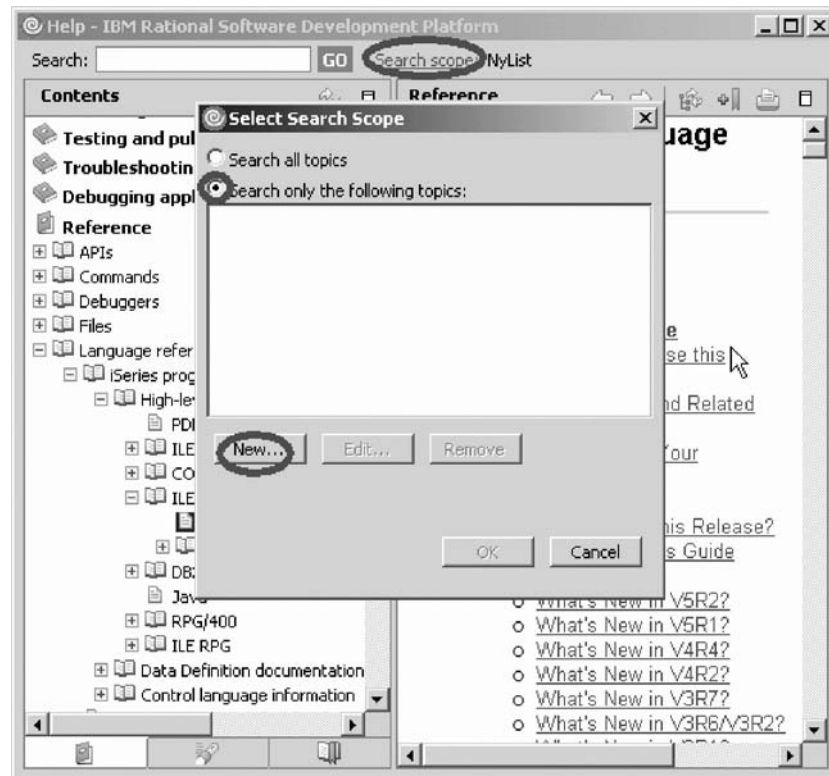 Help - IBM Rational Software Development Platform
Search: GO Search scope: NyList
Contents
Reference
Testing and pu
Troubleshootin
Debugging appl
Reference
APIs
Commands
Debuggers
Files
Language refer
iSeries prog
High-le
PD
ILE
CO
ILE
DB
Java
RPG/400
ILE RPG
Data Definition documentation
Control language information
Select Search Scope
Search all topics
Search only the following topics:
New... Edit... Remove
OK Cancel
uage
e
se this
nd Related
our
his Release?
s Guide
What's New in V5R2?
What's New in V5R1?
What's New in V4R4?
What's New in V4R2?
What's New in V3R7?
What's New in V3R6/V3R2?